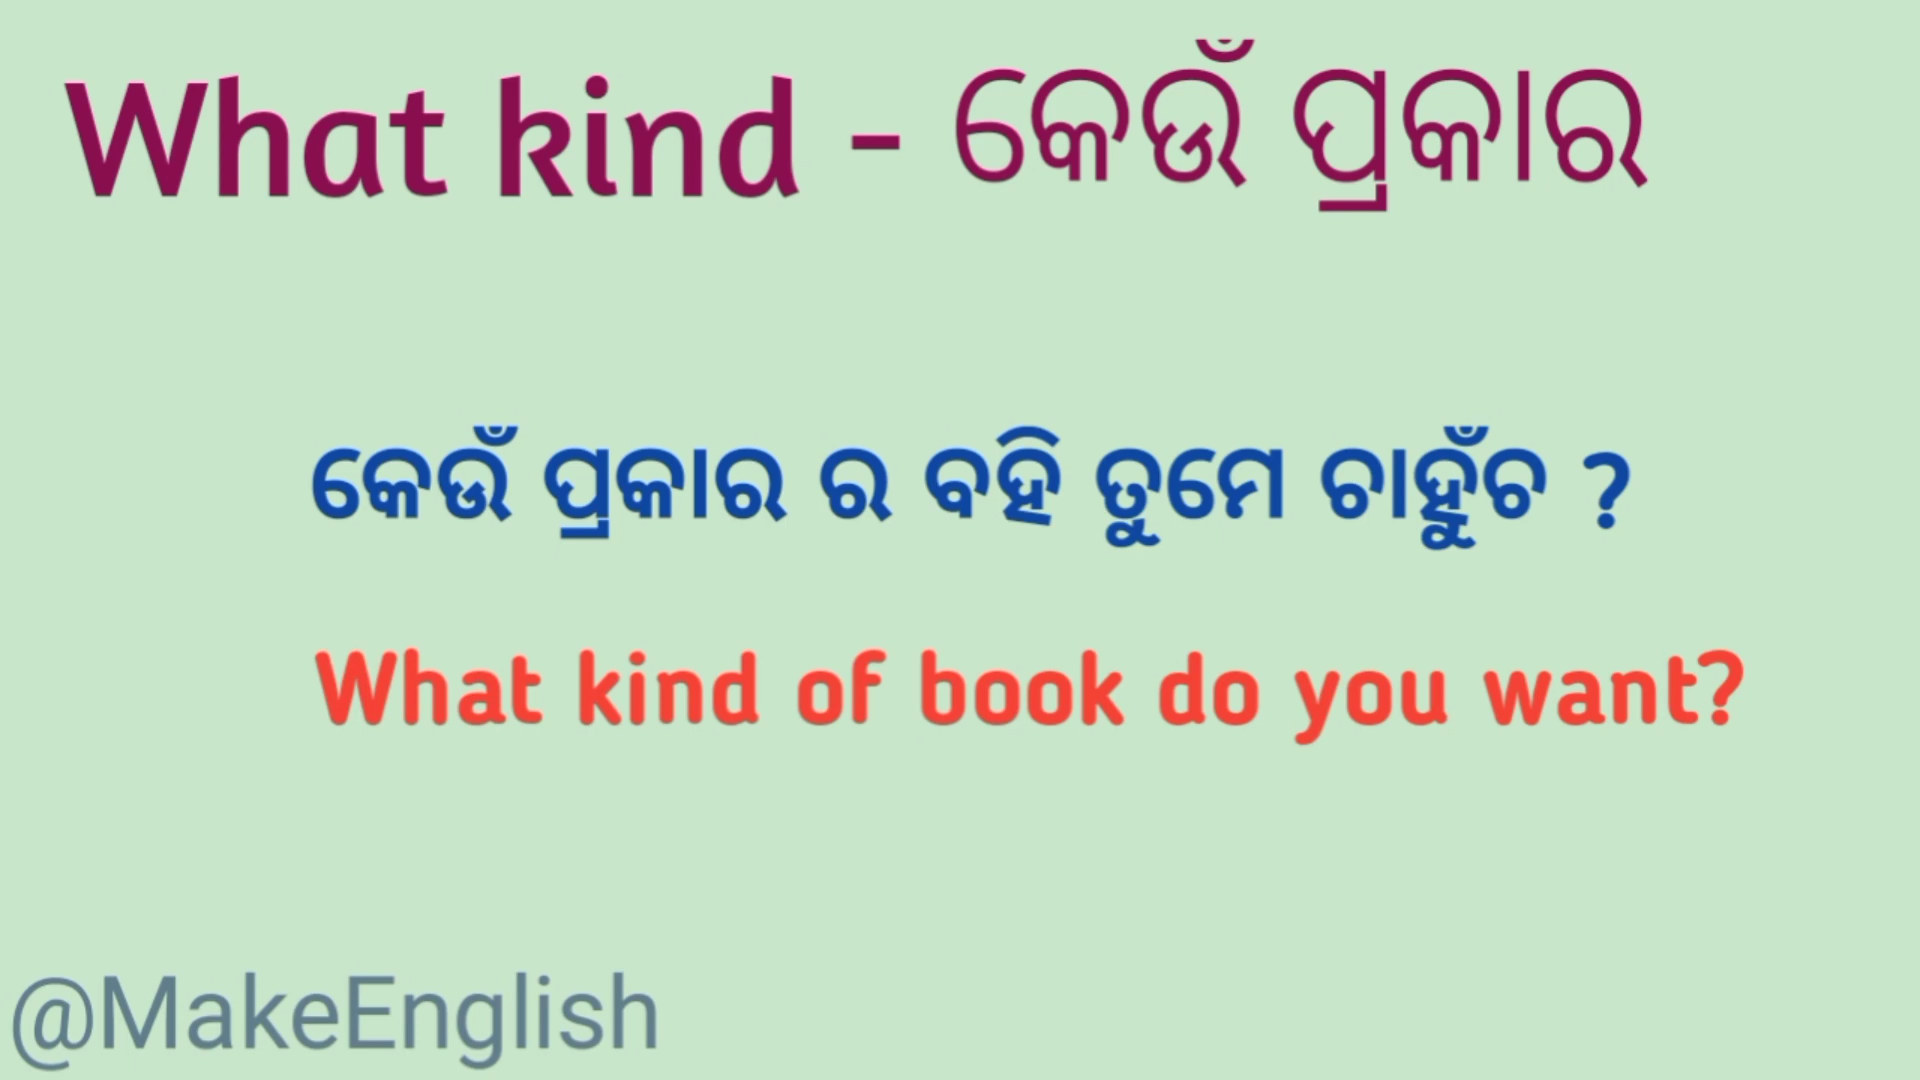 What kind - କେଉଁ ପ୍ରକାର
କେଉଁ ପ୍ରକାର ର ବହି ତୁମେ ଚାହୁଁଚ ?
What kind of book do you want?
@MakeEnglish